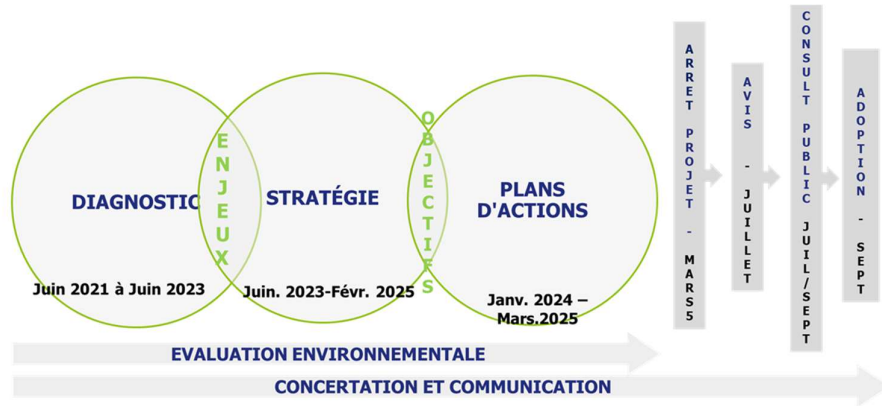 DIAGNOSTIC
Juin 2021 à Juin 2023
ENJEUX
STRATÉGIE
Juin. 2023-Févr. 2025
OBJECTIFS
PLANS
D'ACTIONS
Janv. 2024 –
Mars.2025
ARRET PROJET - MARS5
AVIS - JUILLET
CONSULT PUBLIC JUIL/SEPT
ADOPTION - SEPT
EVALUATION ENVIRONNEMENTALE
CONCERTATION ET COMMUNICATION